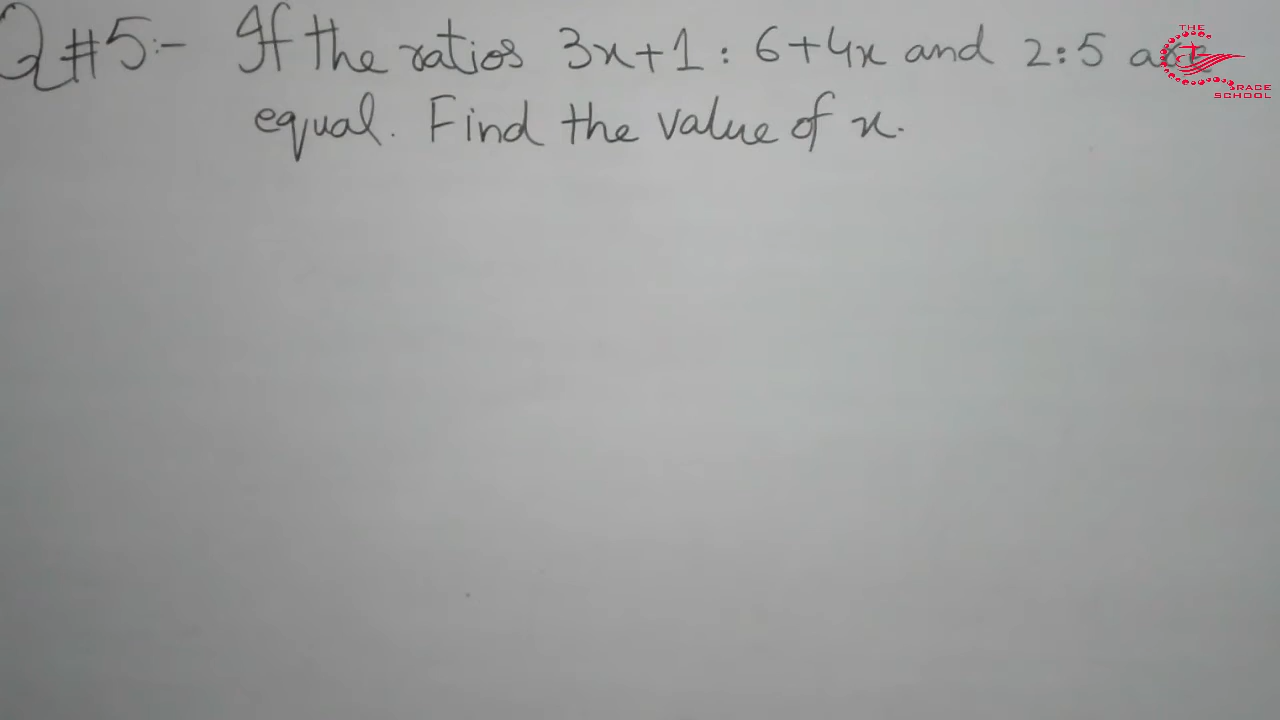 Q#5:- If the ratios 3x+1 : 6+4x and 2:5 are
equal. Find the value of x.
THE
GRACE
SCHOOL